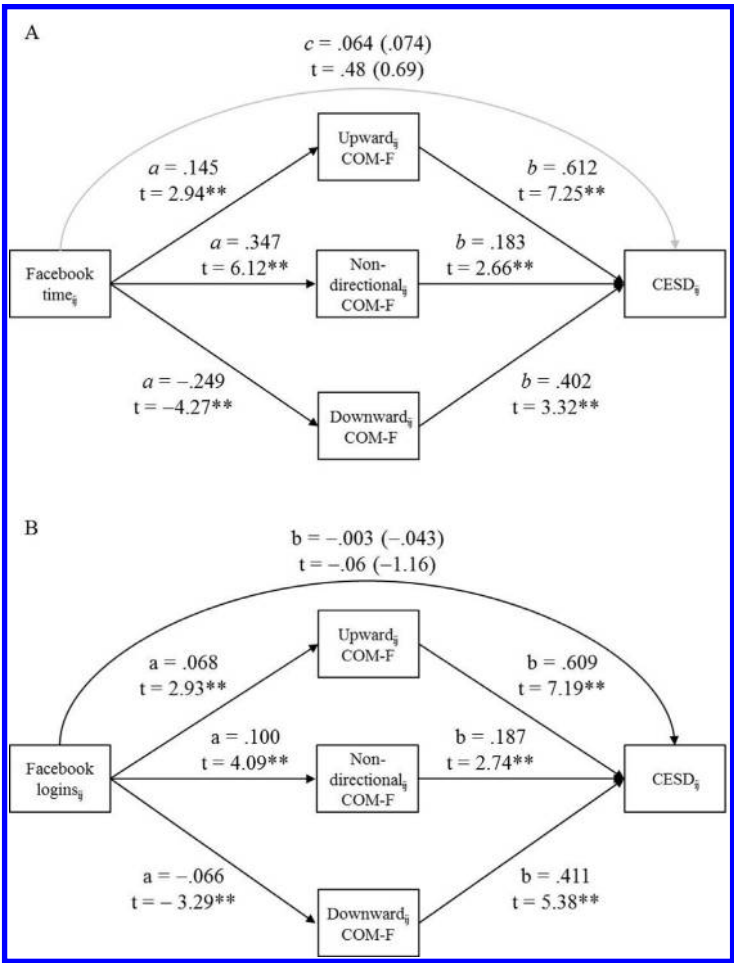 A
c = .064 (.074)
t = .48 (0.69)
Upwardij
COM-F
a = .145
t = 2.94**
b = .612
t = 7.25**
a = .347
t = 6.12**
Non-
directionalij
COM-F
b = .183
t = 2.66**
Facebook
timeij
CESDij
a = –.249
t = –4.27**
b = .402
t = 3.32**
Downwardij
COM-F
B
b = –.003 (–.043)
t = –.06 (–1.16)
Upwardij
COM-F
a = .068
t = 2.93**
b = .609
t = 7.19**
a = .100
t = 4.09**
Non-
directionalij
COM-F
b = .187
t = 2.74**
Facebook
loginsij
CESDij
a = –.066
t = – 3.29**
b = .411
t = 5.38**
Downwardij
COM-F